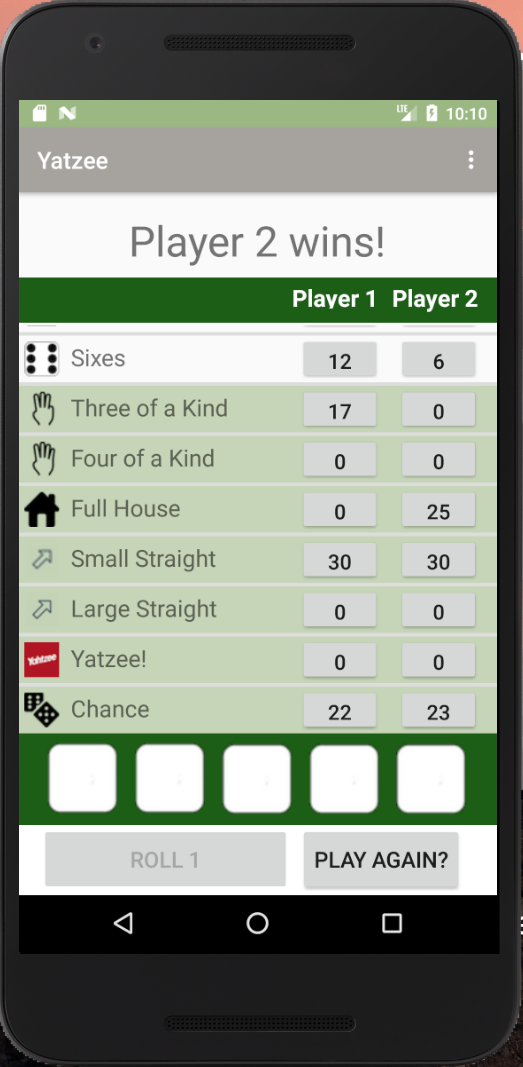 LTE 10:10
Yatzee
Player 2 wins!
Player 1 Player 2
Sixes 12 6
Three of a Kind 17 0
Four of a Kind 0 0
Full House 0 25
Small Straight 30 30
Large Straight 0 0
Yahtzee Yatzee! 0 0
Chance 22 23
ROLL 1 PLAY AGAIN?